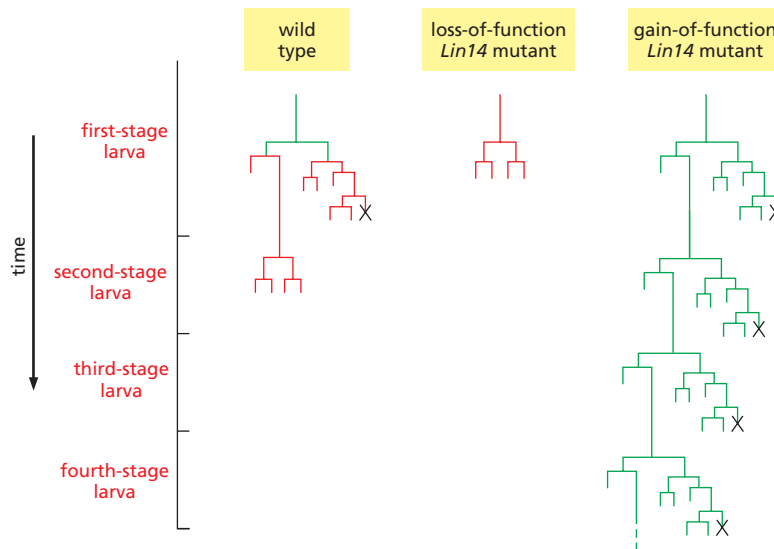 wild
type
loss-of-function
Lin14 mutant
gain-of-function
Lin14 mutant
first-stage
larva
time
second-stage
larva
third-stage
larva
fourth-stage
larva